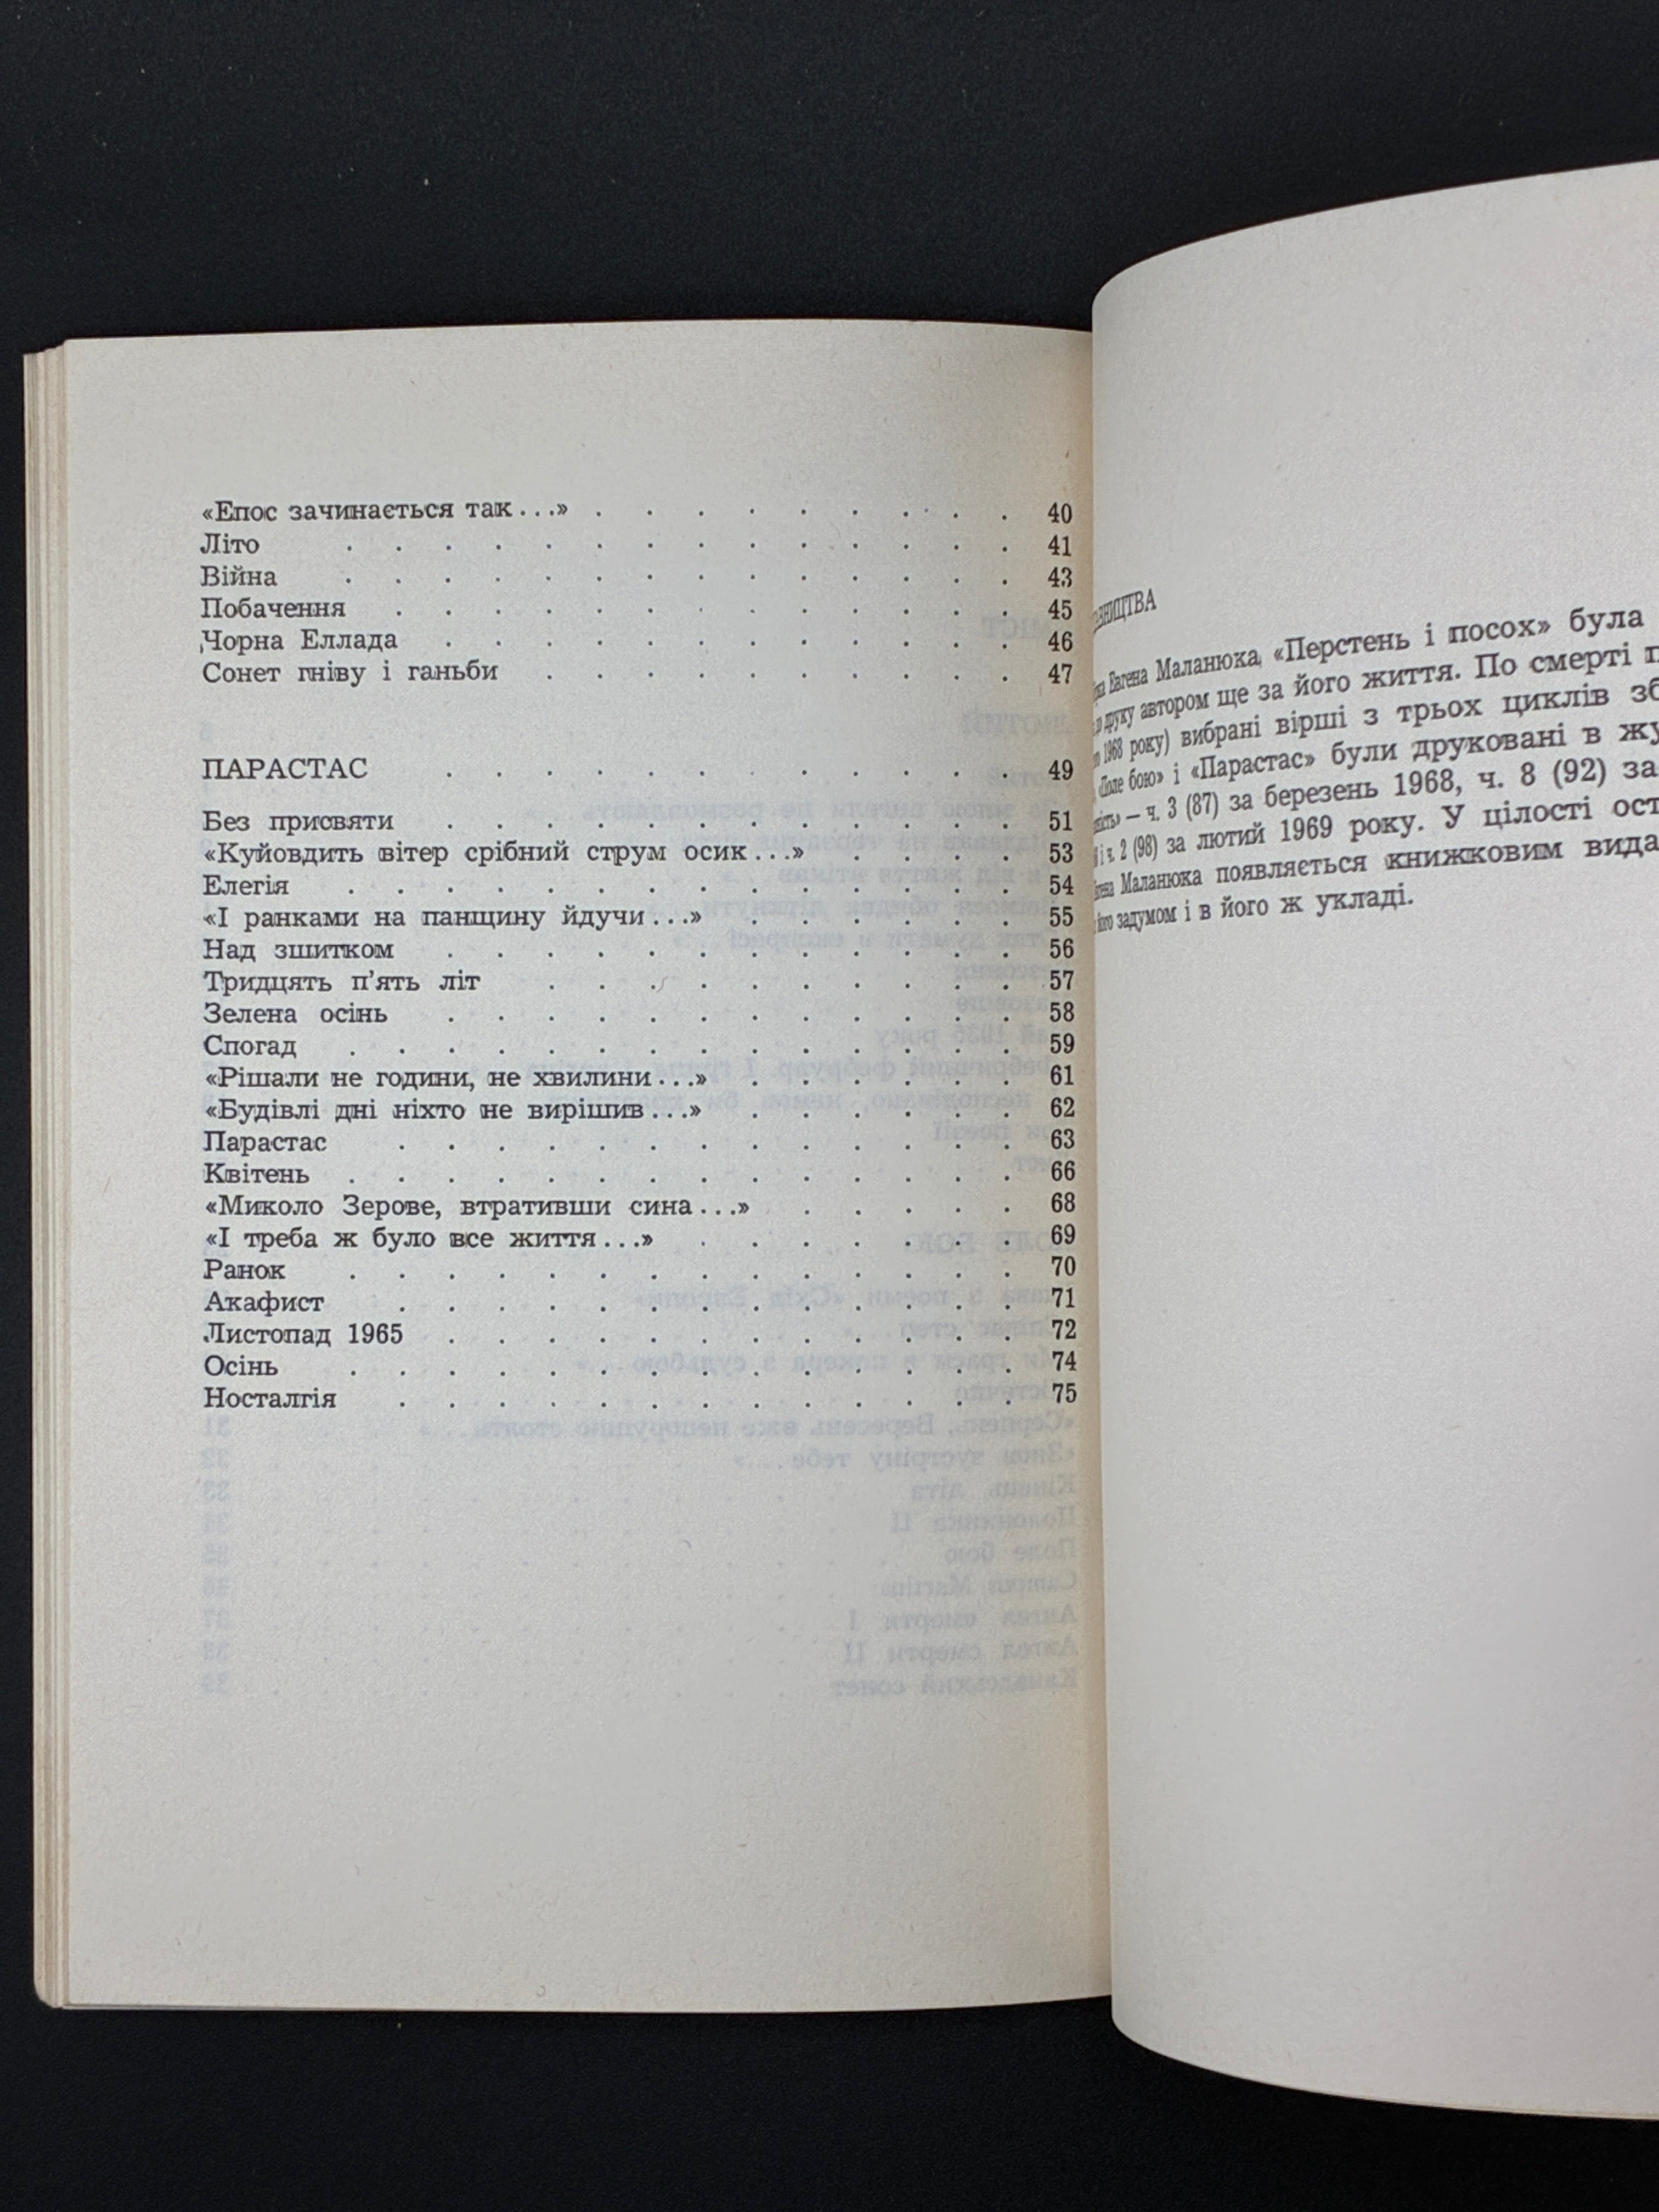 «Епос зачинається так...» . . . . . . . . . 40
Літо . . . . . . . . . . . . . . 41
Війна . . . . . . . . . . . . . . 43
Побачення . . . . . . . . . . . . . 45
Чорна Еллада . . . . . . . . . . . . 46
Сонет гніву і ганьби . . . . . . . . . . 47
ПАРАСТАС . . . . . . . . . . . . 49
Без присвяти . . . . . . . . . . . . 51
«Куйовдить вітер срібний струм осик...» . . . . 53
Елегія . . . . . . . . . . . . . . 54
«І ранками на панщину йдучи...» . . . . . . 55
Над зшитком . . . . . . . . . . . . 56
Тридцять п'ять літ . . . . . . . . . . 57
Зелена осінь . . . . . . . . . . . . 58
Спогад . . . . . . . . . . . . . . 59
«Рішали не години, не хвилини...» . . . . . . 61
«Будівлі дні ніхто не вирішив...» . . . . . . 62
Парастас . . . . . . . . . . . . . 63
Квітень . . . . . . . . . . . . . . 66
«Миколо Зерове, втративши сина...» . . . . . 68
«І треба ж було все життя...» . . . . . . . 69
Ранок . . . . . . . . . . . . . . 70
Акафист . . . . . . . . . . . . . 71
Листопад 1965 . . . . . . . . . . . . 72
Осінь . . . . . . . . . . . . . . 74
Носталгія . . . . . . . . . . . . . 75
Евгена Маланюка «Перстень і посох» була
друку автором ще за його життя. По смерті
1968 року) вибрані вірші з трьох циклів
«Поле бою» і «Парастас» були друковані в
— ч. 3 (87) за березень 1968, ч. 8 (92) за
і ч. 2 (98) за лютий 1969 року. У цілості
Маланюка появляється книжковим
його задумом і в його ж укладі.